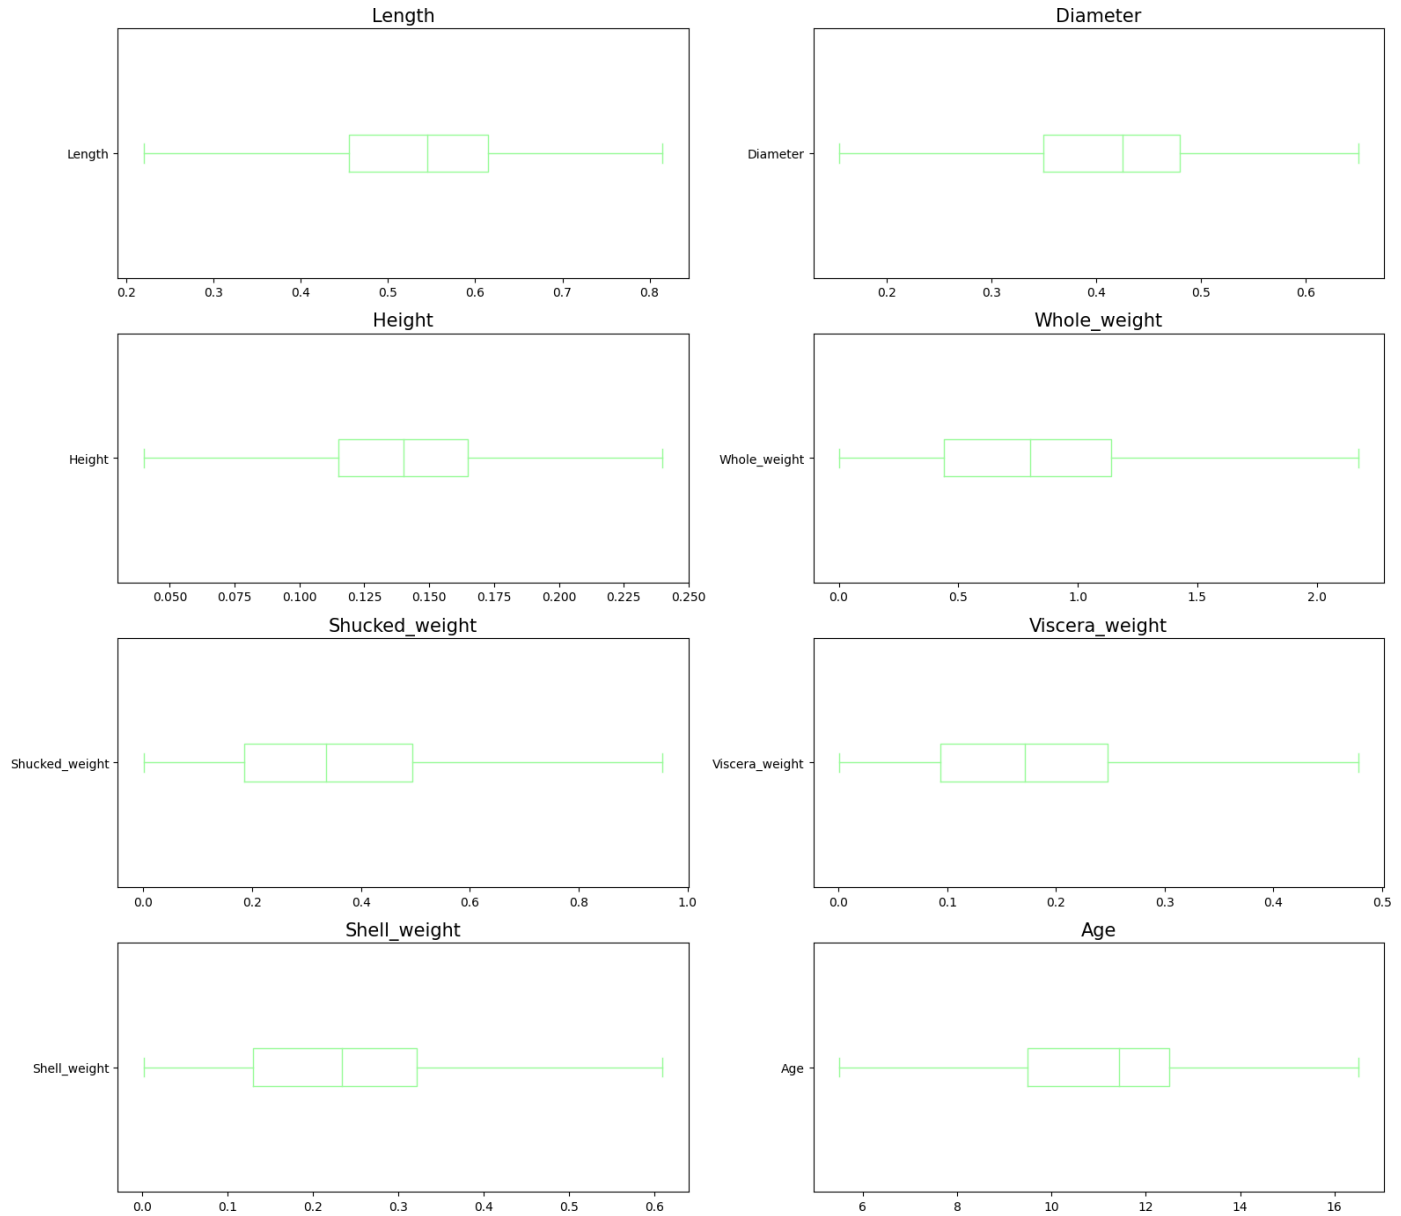 Length
Length
0.2 0.3 0.4 0.5 0.6 0.7 0.8
Diameter
Diameter
0.2 0.3 0.4 0.5 0.6
Height
Height
0.050 0.075 0.100 0.125 0.150 0.175 0.200 0.225 0.250
Whole_weight
Whole_weight
0.0 0.5 1.0 1.5 2.0
Shucked_weight
Shucked_weight
0.0 0.2 0.4 0.6 0.8 1.0
Viscera_weight
Viscera_weight
0.0 0.1 0.2 0.3 0.4 0.5
Shell_weight
Shell_weight
0.0 0.1 0.2 0.3 0.4 0.5 0.6
Age
Age
6 8 10 12 14 16